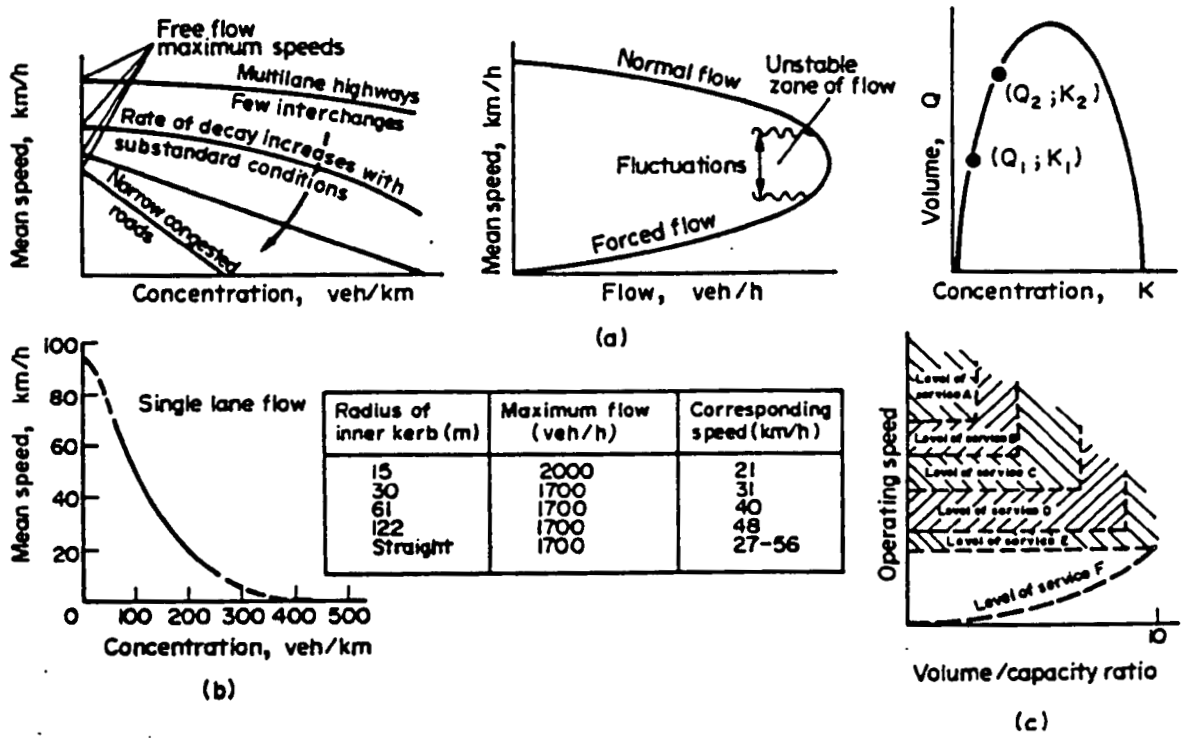 Free flow
maximum speeds
Mean speed, km/h
Multilane highways
Few interchanges
Rate of decay increases with
substandard conditions
Narrow congested
roads
Concentration, veh/km
Mean speed, km/h
Normal flow
Unstable
zone of flow
Fluctuations
Forced flow
Flow, veh/h
(a)
Volume, Q
(Q2 ; K2)
(Q1 ; K1)
Concentration, K
Mean speed, km/h
100
80
60
40
20
0 100 200 300 400 500
Single lane flow
Concentration, veh/km
(b)
Radius of inner kerb (m) Maximum flow (veh/h) Corresponding speed (km/h)
15 2000 21
30 1700 31
61 1700 40
122 1700 48
Straight 1700 27-56
Operating speed
Level of
service A
Level of service B
Level of service C
Level of service D
Level of service E
Level of service F
10
Volume/capacity ratio
(c)